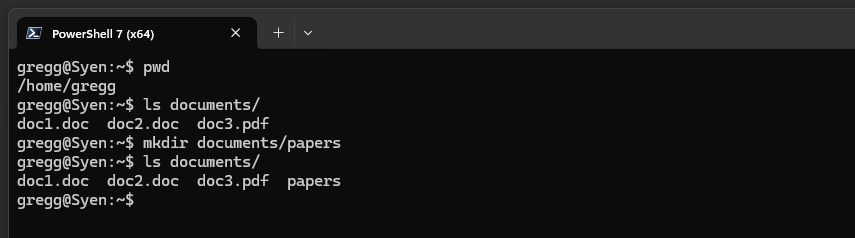 PowerShell 7 (x64)
gregg@Syen:~$ pwd
/home/gregg
gregg@Syen:~$ ls documents/
doc1.doc  doc2.doc  doc3.pdf
gregg@Syen:~$ mkdir documents/papers
gregg@Syen:~$ ls documents/
doc1.doc  doc2.doc  doc3.pdf  papers
gregg@Syen:~$